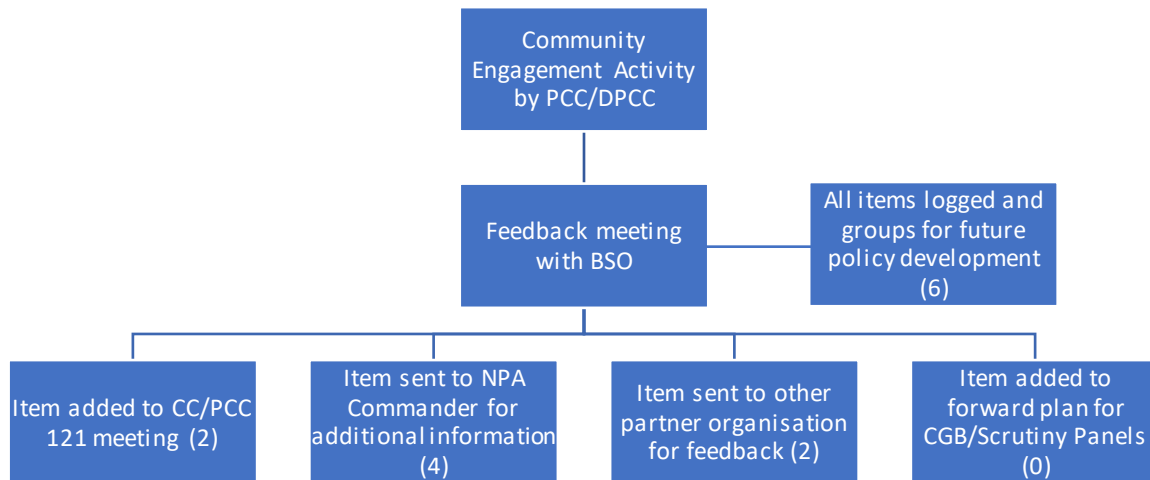 Community
Engagement Activity
by PCC/DPCC
Feedback meeting
with BSO
All items logged and
groups for future
policy development
(6)
Item added to CC/PCC
121 meeting (2)
Item sent to NPA
Commander for
additional information
(4)
Item sent to other
partner organisation
for feedback (2)
Item added to
forward plan for
CGB/Scrutiny Panels
(0)